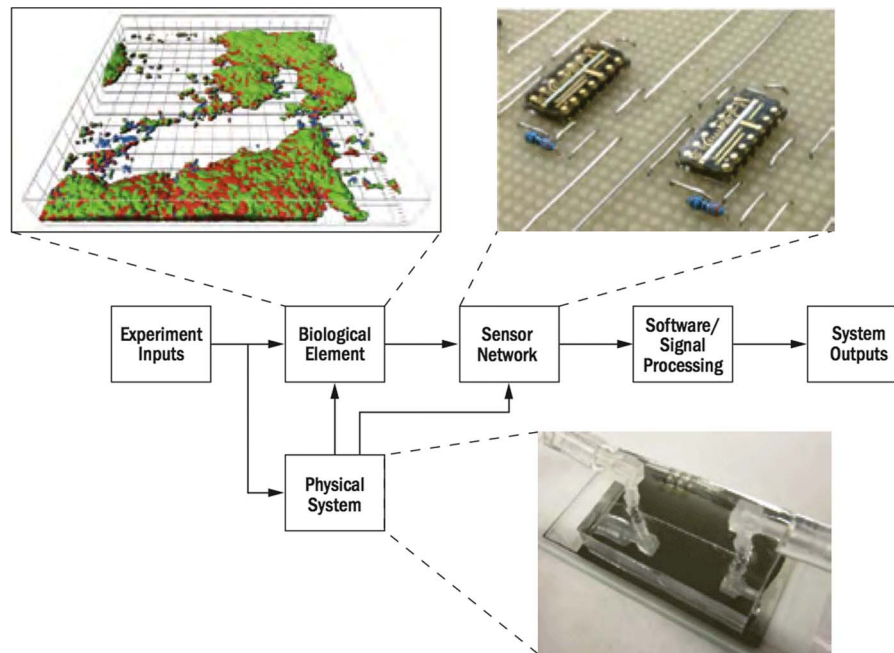 Experiment
Inputs
Biological
Element
Sensor
Network
Software/
Signal
Processing
System
Outputs
Physical
System